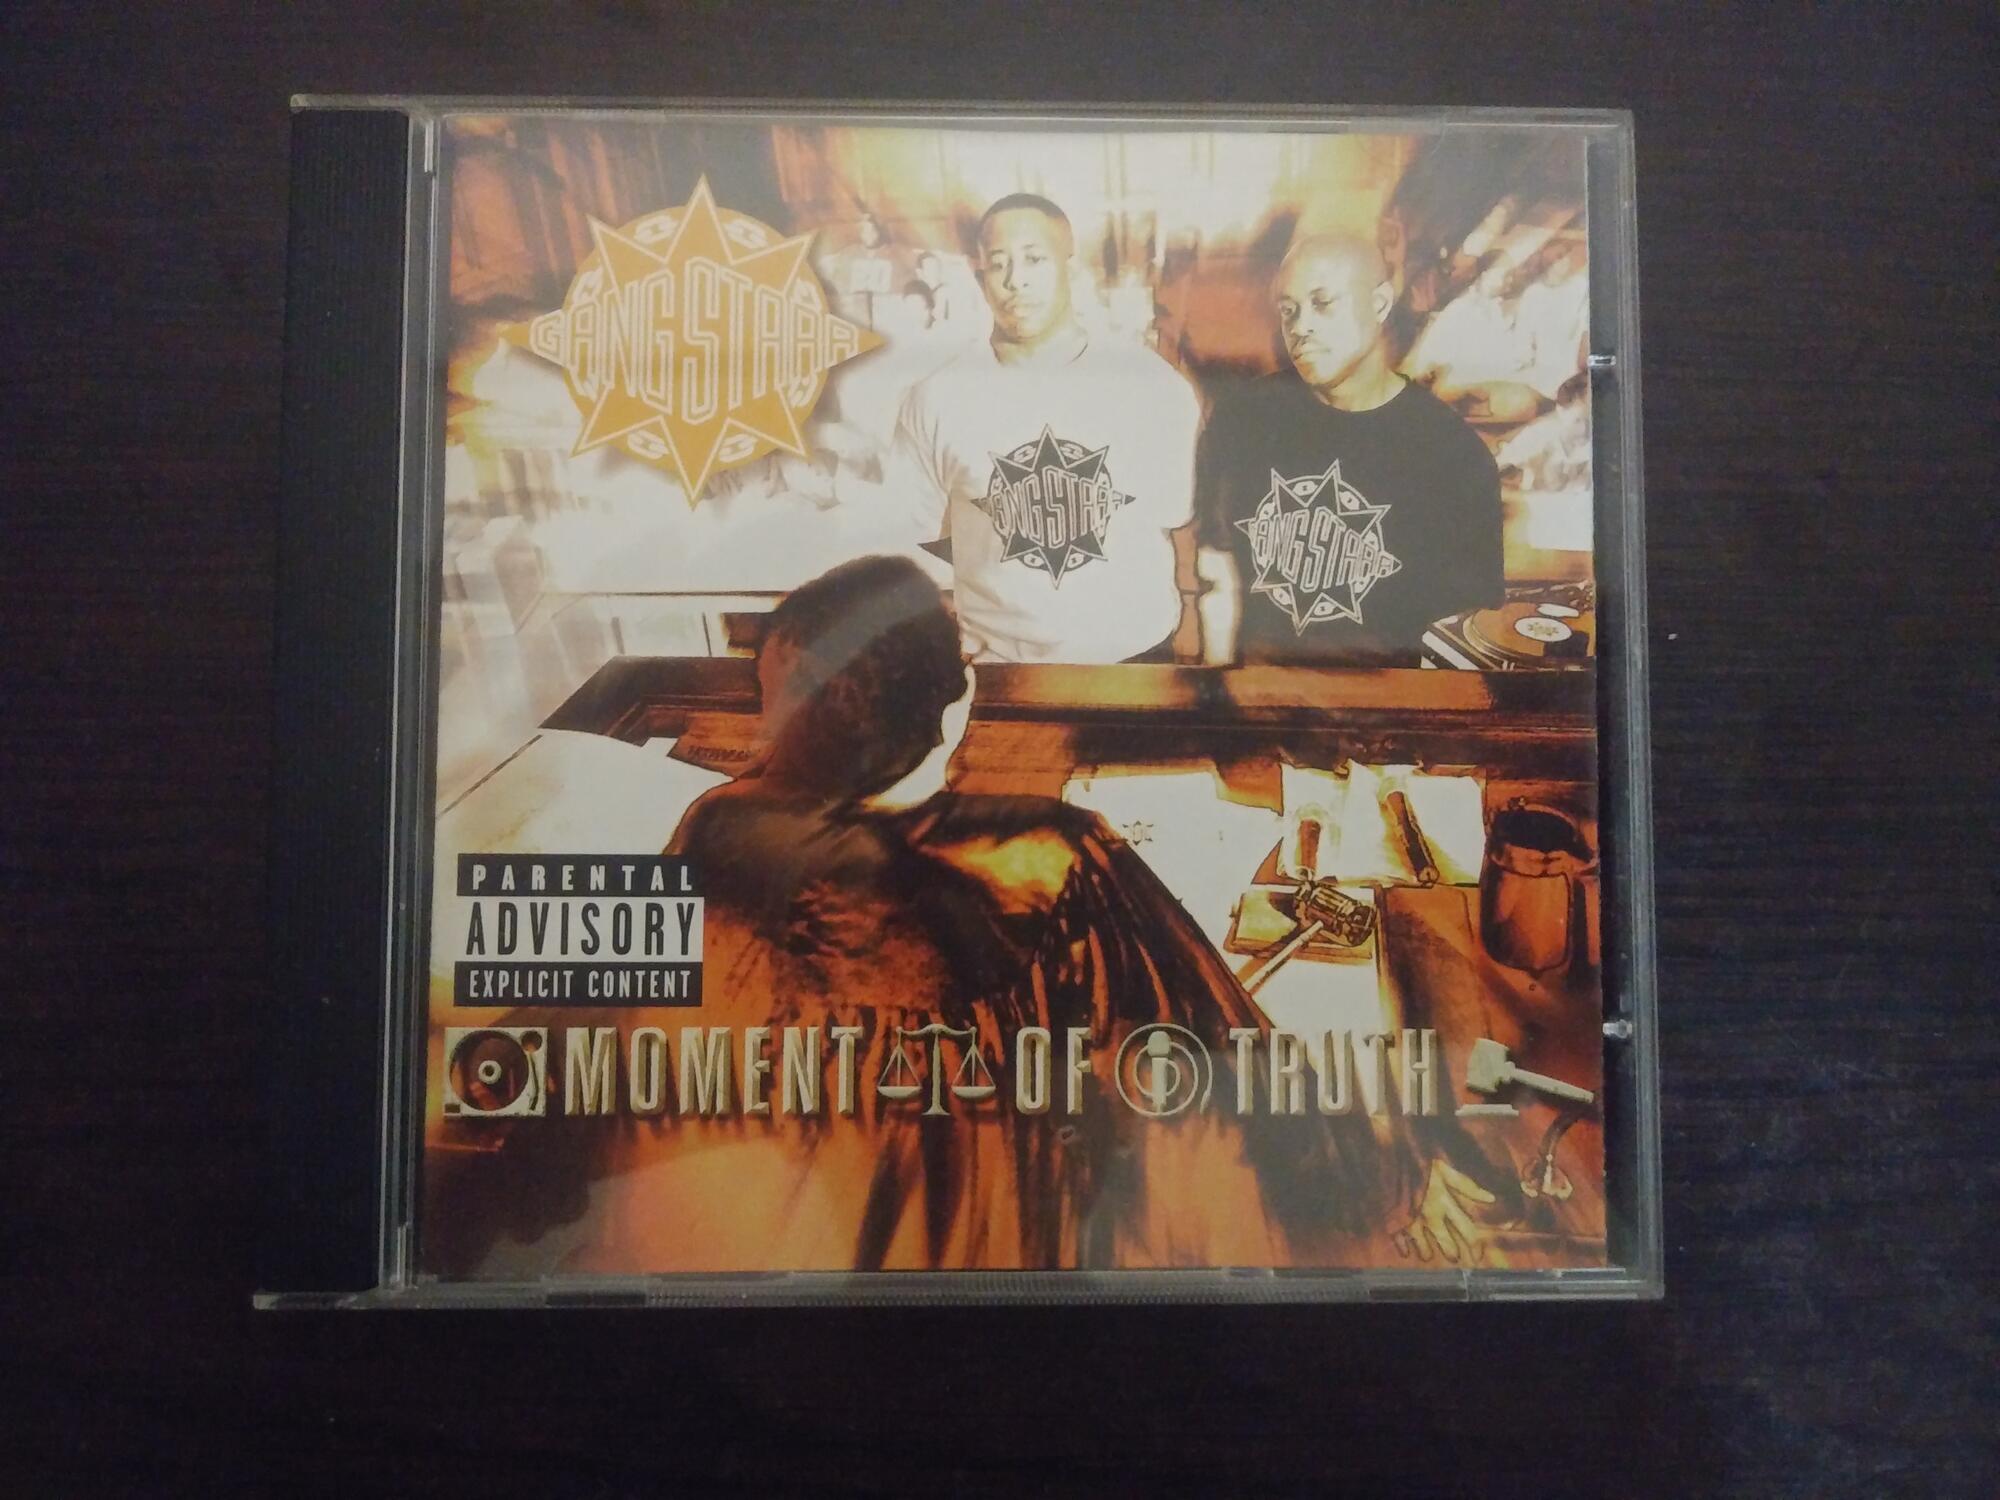 GANG STARR
GANG STARR
GANG STARR
PARENTAL
ADVISORY
EXPLICIT CONTENT
MOMENT OF TRUTH